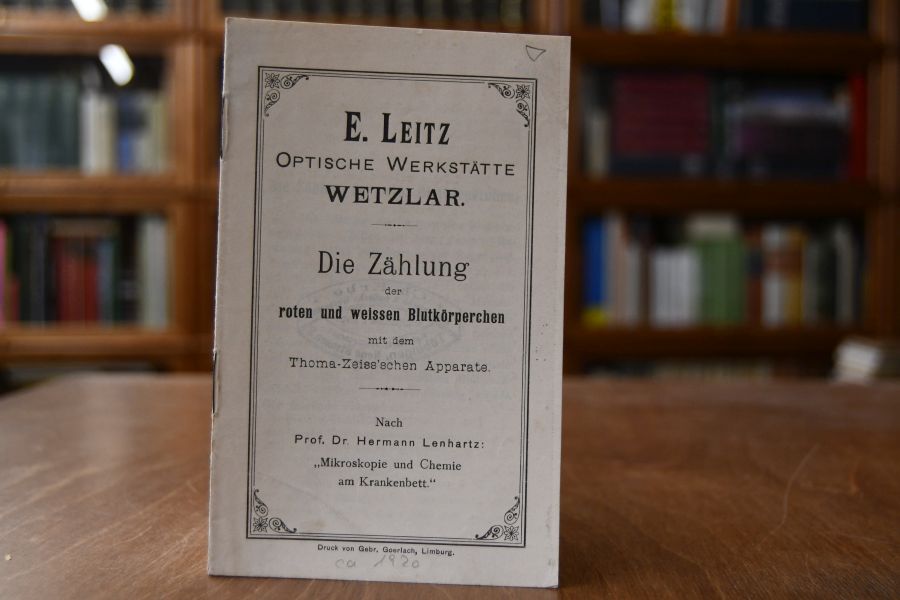 E. LEITZ
OPTISCHE WERKSTÄTTE
WETZLAR.
Die Zählung
der
roten und weissen Blutkörperchen
mit dem
Thoma-Zeiss'schen Apparate.
Nach
Prof. Dr. Hermann Lenhartz:
„Mikroskopie und Chemie
am Krankenbett."
Druck von Gebr. Goerlach, Limburg.
ca 1920